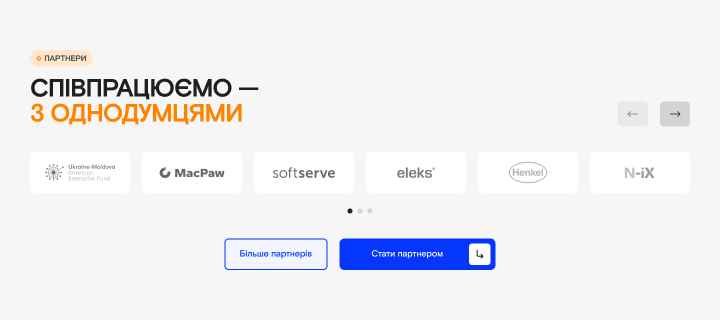 ПАРТНЕРИ
СПІВПРАЦЮЄМО —
З ОДНОДУМЦЯМИ
Ukraine-Moldova
American
Enterprise Fund
MacPaw
softserve
eleks®
Henkel
N-iX
Більше партнерів
Стати партнером